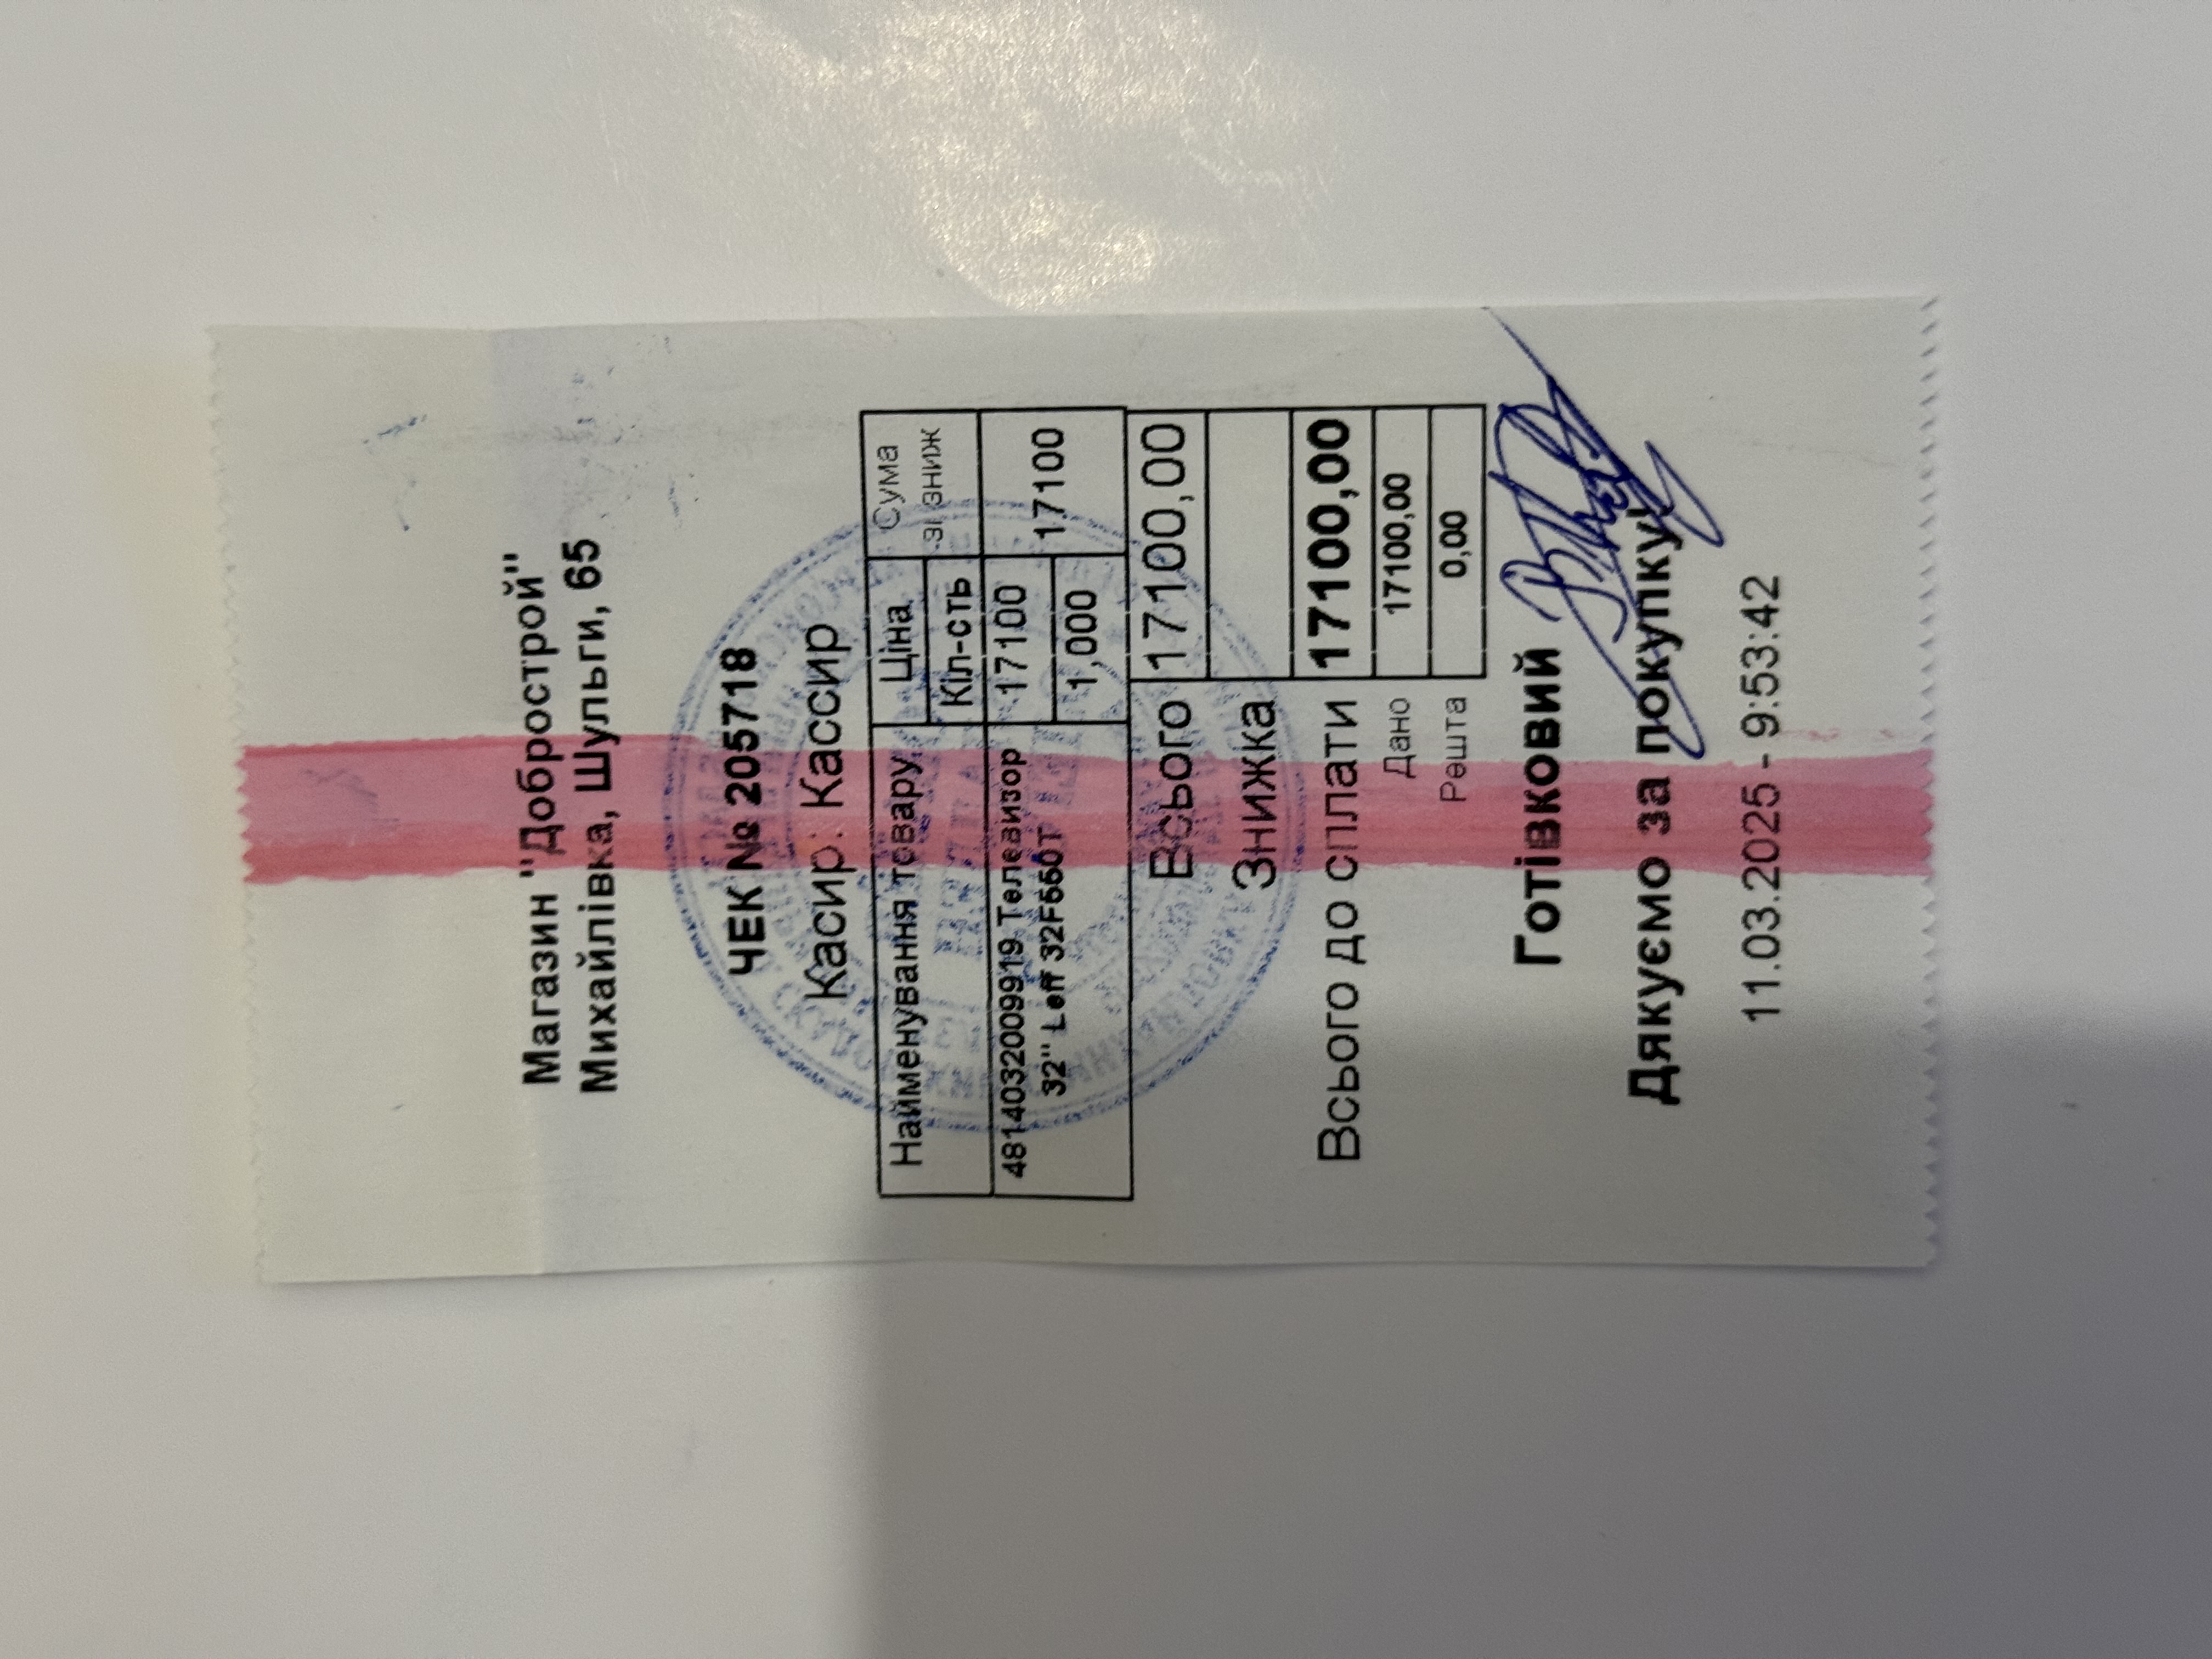 Магазин "Добрострой"
Михайлівка, Шульги, 65
ЧЕК № 205718
Касир: Кассир
Найменування товару Ціна Сума
Кіл-сть зі зниж
4814032009919 Телевизор 17100 17100
32" Leff 32F550T 1,000
Всього 17100,00
Знижка
Всього до сплати 17100,00
Дано 17100,00
Решта 0,00
Готівковий
Дякуємо за покупку!
11.03.2025 - 9:53:42